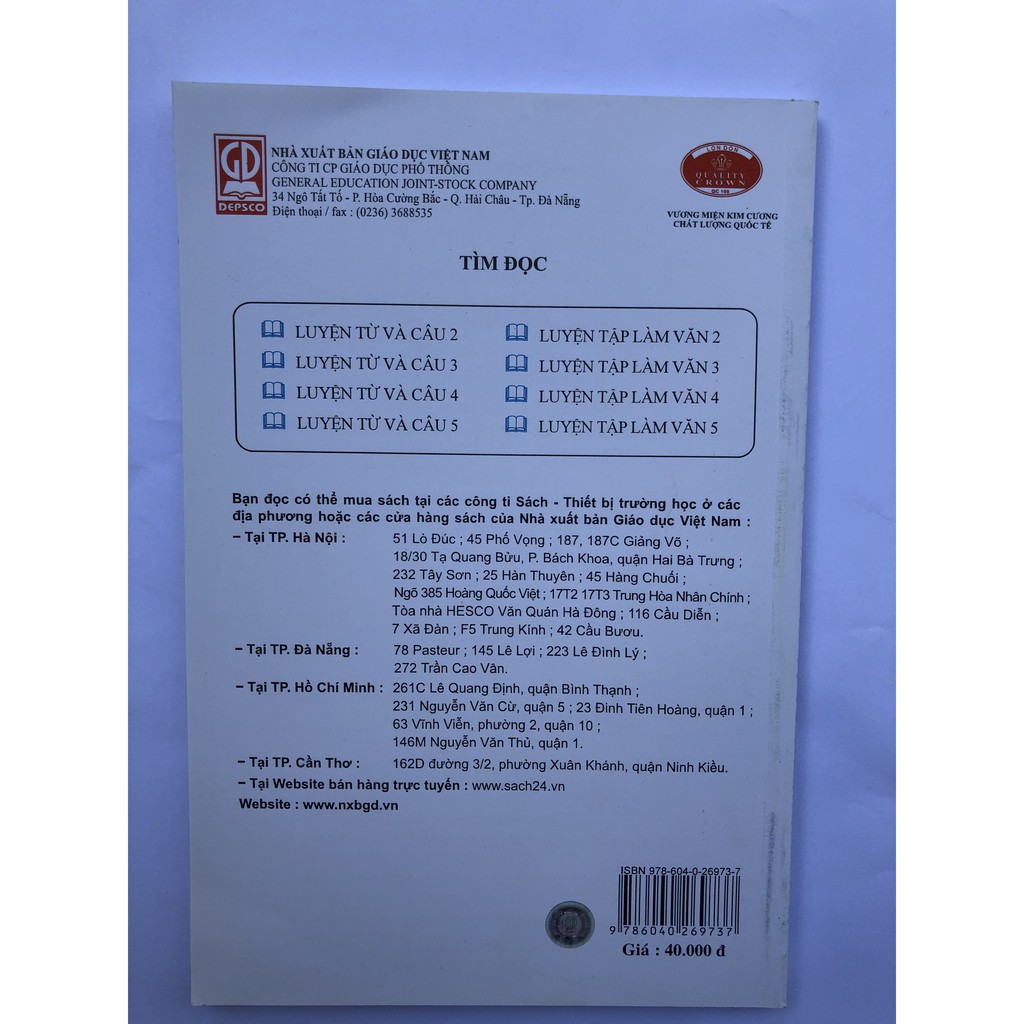 GD
DEPSCO
NHÀ XUẤT BẢN GIÁO DỤC VIỆT NAM
CÔNG TI CP GIÁO DỤC PHỔ THÔNG
GENERAL EDUCATION JOINT-STOCK COMPANY
34 Ngô Tất Tố - P. Hòa Cường Bắc - Q. Hải Châu - Tp. Đà Nẵng
Điện thoại / fax : (0236) 3688535
LONDON
QUALITY
CROWN
QC 100
VƯƠNG MIỆN KIM CƯƠNG
CHẤT LƯỢNG QUỐC TẾ
TÌM ĐỌC
LUYỆN TỪ VÀ CÂU 2
LUYỆN TẬP LÀM VĂN 2
LUYỆN TỪ VÀ CÂU 3
LUYỆN TẬP LÀM VĂN 3
LUYỆN TỪ VÀ CÂU 4
LUYỆN TẬP LÀM VĂN 4
LUYỆN TỪ VÀ CÂU 5
LUYỆN TẬP LÀM VĂN 5
Bạn đọc có thể mua sách tại các công ti Sách - Thiết bị trường học ở các
địa phương hoặc các cửa hàng sách của Nhà xuất bản Giáo dục Việt Nam :
– Tại TP. Hà Nội : 51 Lò Đúc ; 45 Phố Vọng ; 187, 187C Giảng Võ ;
18/30 Tạ Quang Bửu, P. Bách Khoa, quận Hai Bà Trưng ;
232 Tây Sơn ; 25 Hàn Thuyên ; 45 Hàng Chuối ;
Ngõ 385 Hoàng Quốc Việt ; 17T2 17T3 Trung Hòa Nhân Chính ;
Tòa nhà HESCO Văn Quán Hà Đông ; 116 Cầu Diễn ;
7 Xã Đàn ; F5 Trung Kính ; 42 Cầu Bươu.
– Tại TP. Đà Nẵng : 78 Pasteur ; 145 Lê Lợi ; 223 Lê Đình Lý ;
272 Trần Cao Vân.
– Tại TP. Hồ Chí Minh : 261C Lê Quang Định, quận Bình Thạnh ;
231 Nguyễn Văn Cừ, quận 5 ; 23 Đinh Tiên Hoàng, quận 1 ;
63 Vĩnh Viễn, phường 2, quận 10 ;
146M Nguyễn Văn Thủ, quận 1.
– Tại TP. Cần Thơ : 162D đường 3/2, phường Xuân Khánh, quận Ninh Kiều.
– Tại Website bán hàng trực tuyến : www.sach24.vn
Website : www.nxbgd.vn
ISBN 978-604-0-26973-7
9 786040 269737
Giá : 40.000 đ